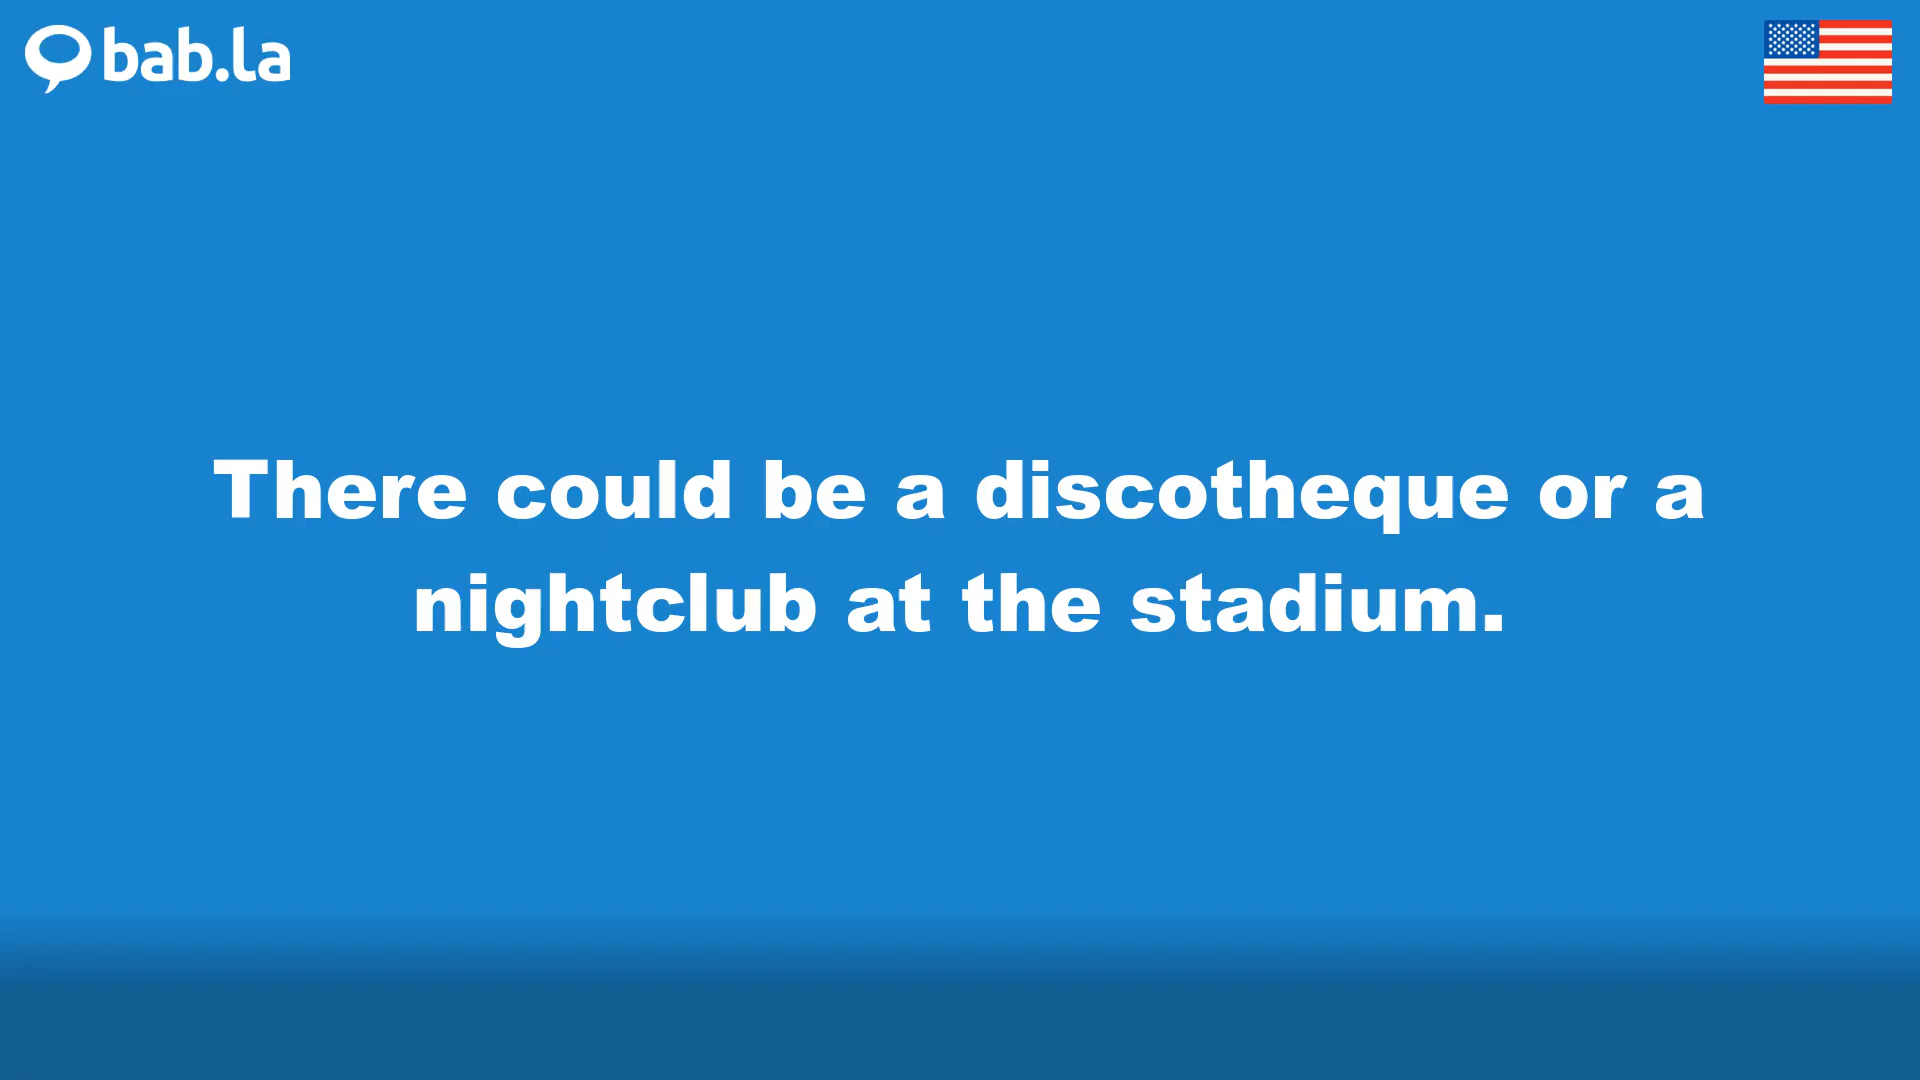 bab.la
There could be a discotheque or a
nightclub at the stadium.